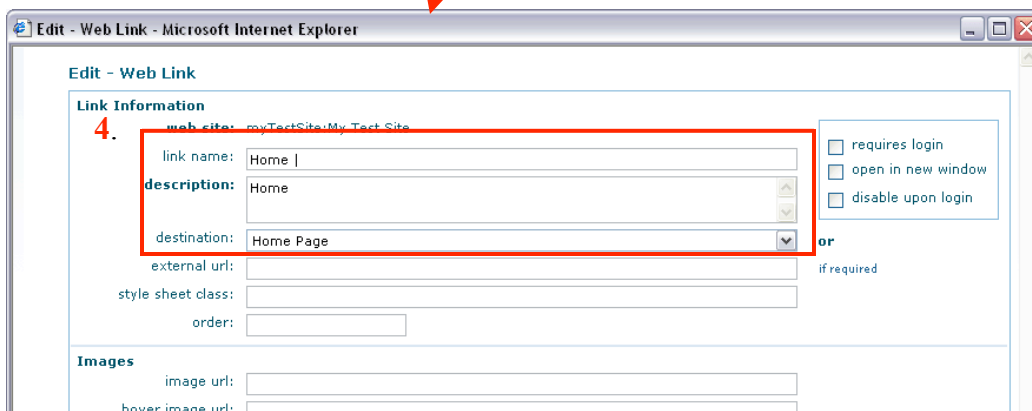 Edit - Web Link - Microsoft Internet Explorer
Edit - Web Link
Link Information
4.
web site: myTestSite:My Test Site
link name: Home |
requires login
open in new window
disable upon login
description: Home
destination: Home Page
or
external url:
if required
style sheet class:
order:
Images
image url:
hover image url: